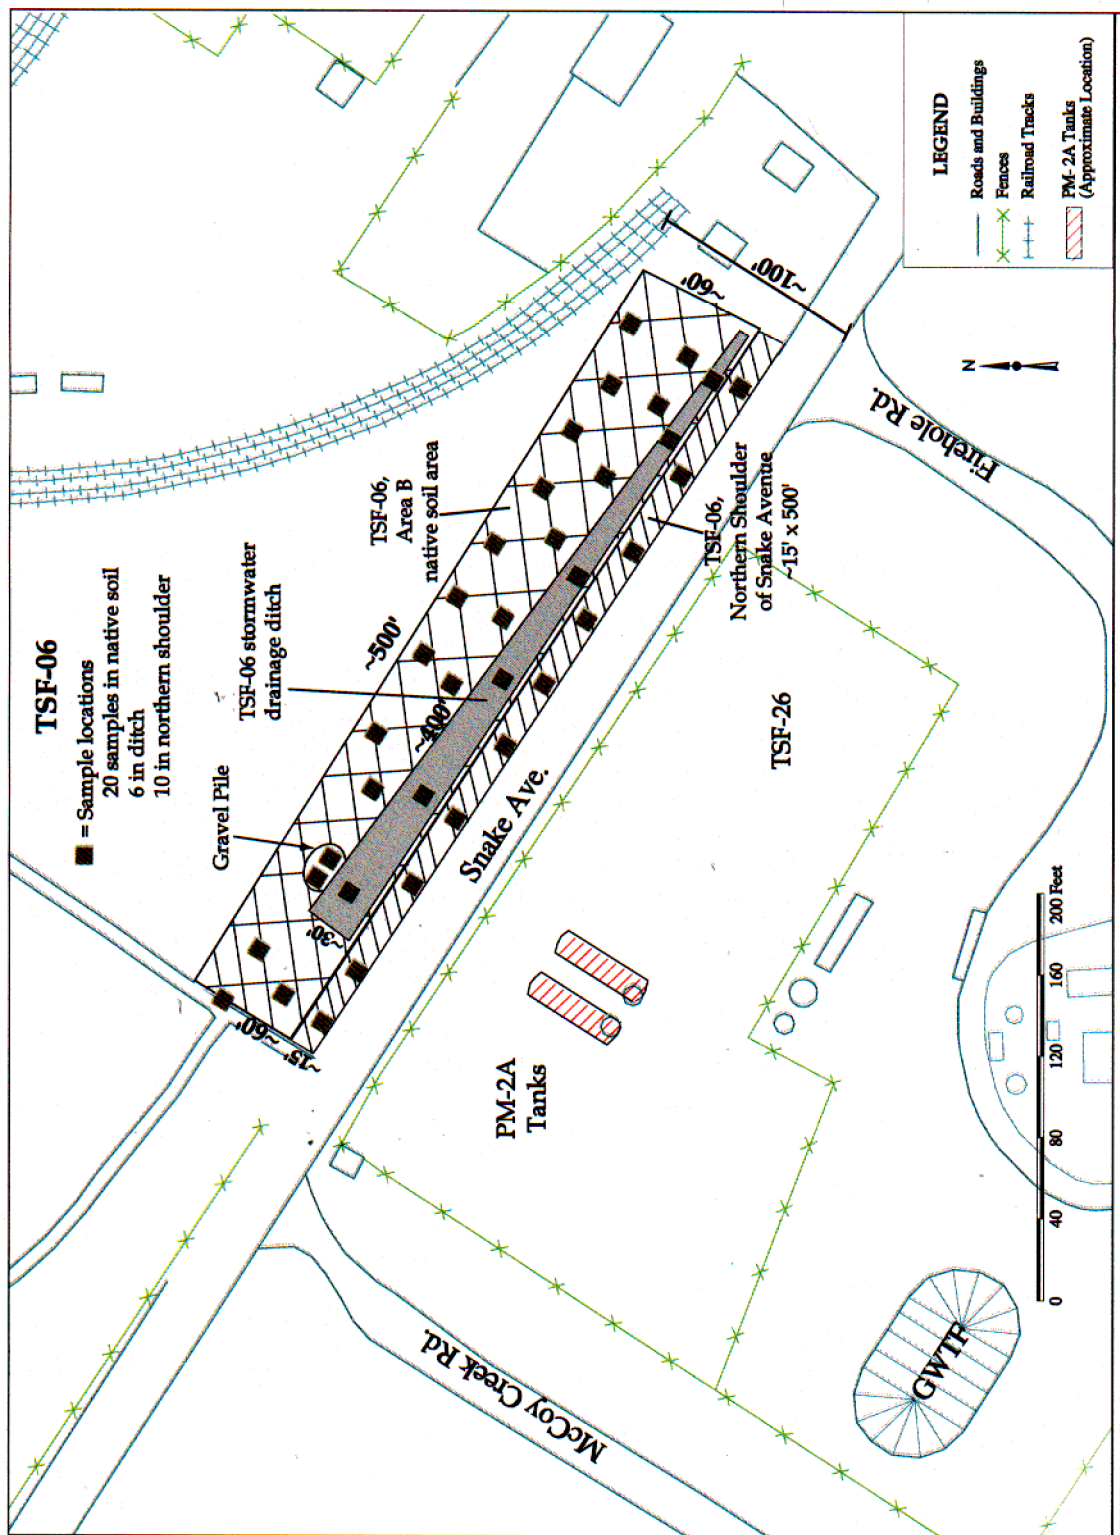 TSF-06
= Sample locations
20 samples in native soil
6 in ditch
10 in northern shoulder
Gravel Pile
TSF-06 stormwater
drainage ditch
TSF-06,
Area B
native soil area
~500'
~400'
~30'
~15'
~60'
~60'
~100'
TSF-06,
Northern Shoulder
of Snake Avenue
~15' x 500'
Snake Ave.
Firehole Rd.
McCoy Creek Rd.
TSF-26
PM-2A
Tanks
GWTF
N
0 40 80 120 160 200 Feet
LEGEND
Roads and Buildings
Fences
Railroad Tracks
PM- 2A Tanks
(Approximate Location)